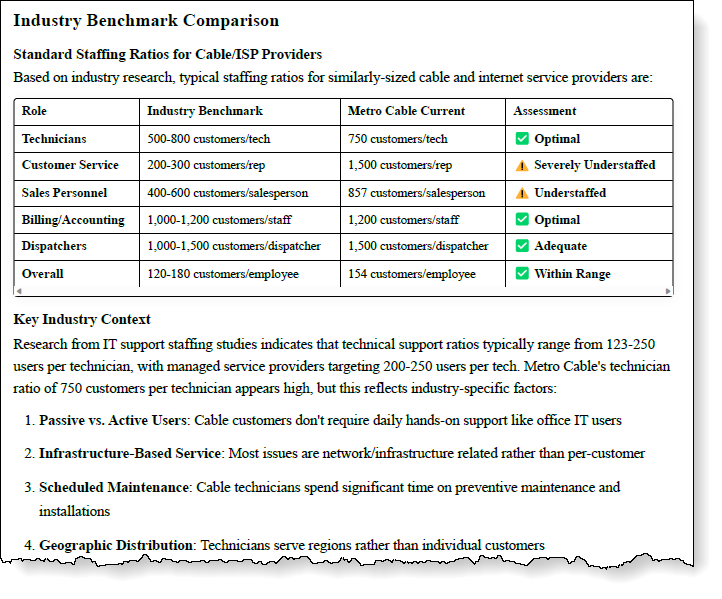 Industry Benchmark Comparison
Standard Staffing Ratios for Cable/ISP Providers
Based on industry research, typical staffing ratios for similarly-sized cable and internet service providers are:
Role Industry Benchmark Metro Cable Current Assessment
Technicians 500-800 customers/tech 750 customers/tech ✅ Optimal
Customer Service 200-300 customers/rep 1,500 customers/rep ⚠️ Severely Understaffed
Sales Personnel 400-600 customers/salesperson 857 customers/salesperson ⚠️ Understaffed
Billing/Accounting 1,000-1,200 customers/staff 1,200 customers/staff ✅ Optimal
Dispatchers 1,000-1,500 customers/dispatcher 1,500 customers/dispatcher ✅ Adequate
Overall 120-180 customers/employee 154 customers/employee ✅ Within Range
Key Industry Context
Research from IT support staffing studies indicates that technical support ratios typically range from 123-250
users per technician, with managed service providers targeting 200-250 users per tech. Metro Cable's technician
ratio of 750 customers per technician appears high, but this reflects industry-specific factors:
1. Passive vs. Active Users: Cable customers don't require daily hands-on support like office IT users
2. Infrastructure-Based Service: Most issues are network/infrastructure related rather than per-customer
3. Scheduled Maintenance: Cable technicians spend significant time on preventive maintenance and
installations
4. Geographic Distribution: Technicians serve regions rather than individual customers